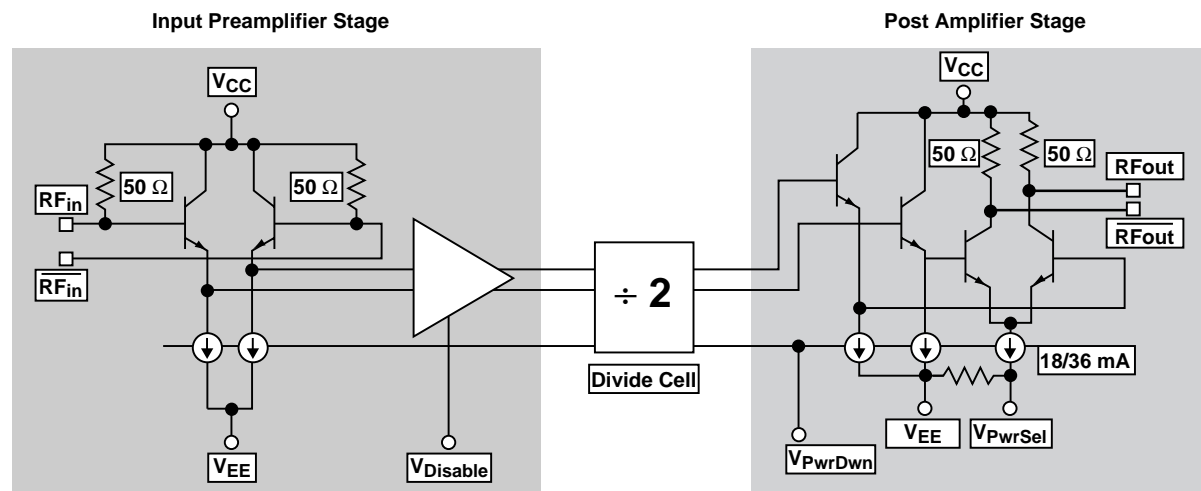 Input Preamplifier Stage
Post Amplifier Stage
VCC
VCC
50 Ω
50 Ω
50 Ω
50 Ω
RFin
RFin
RFout
RFout
÷ 2
Divide Cell
18/36 mA
VEE
VDisable
VPwrDwn
VEE
VPwrSel